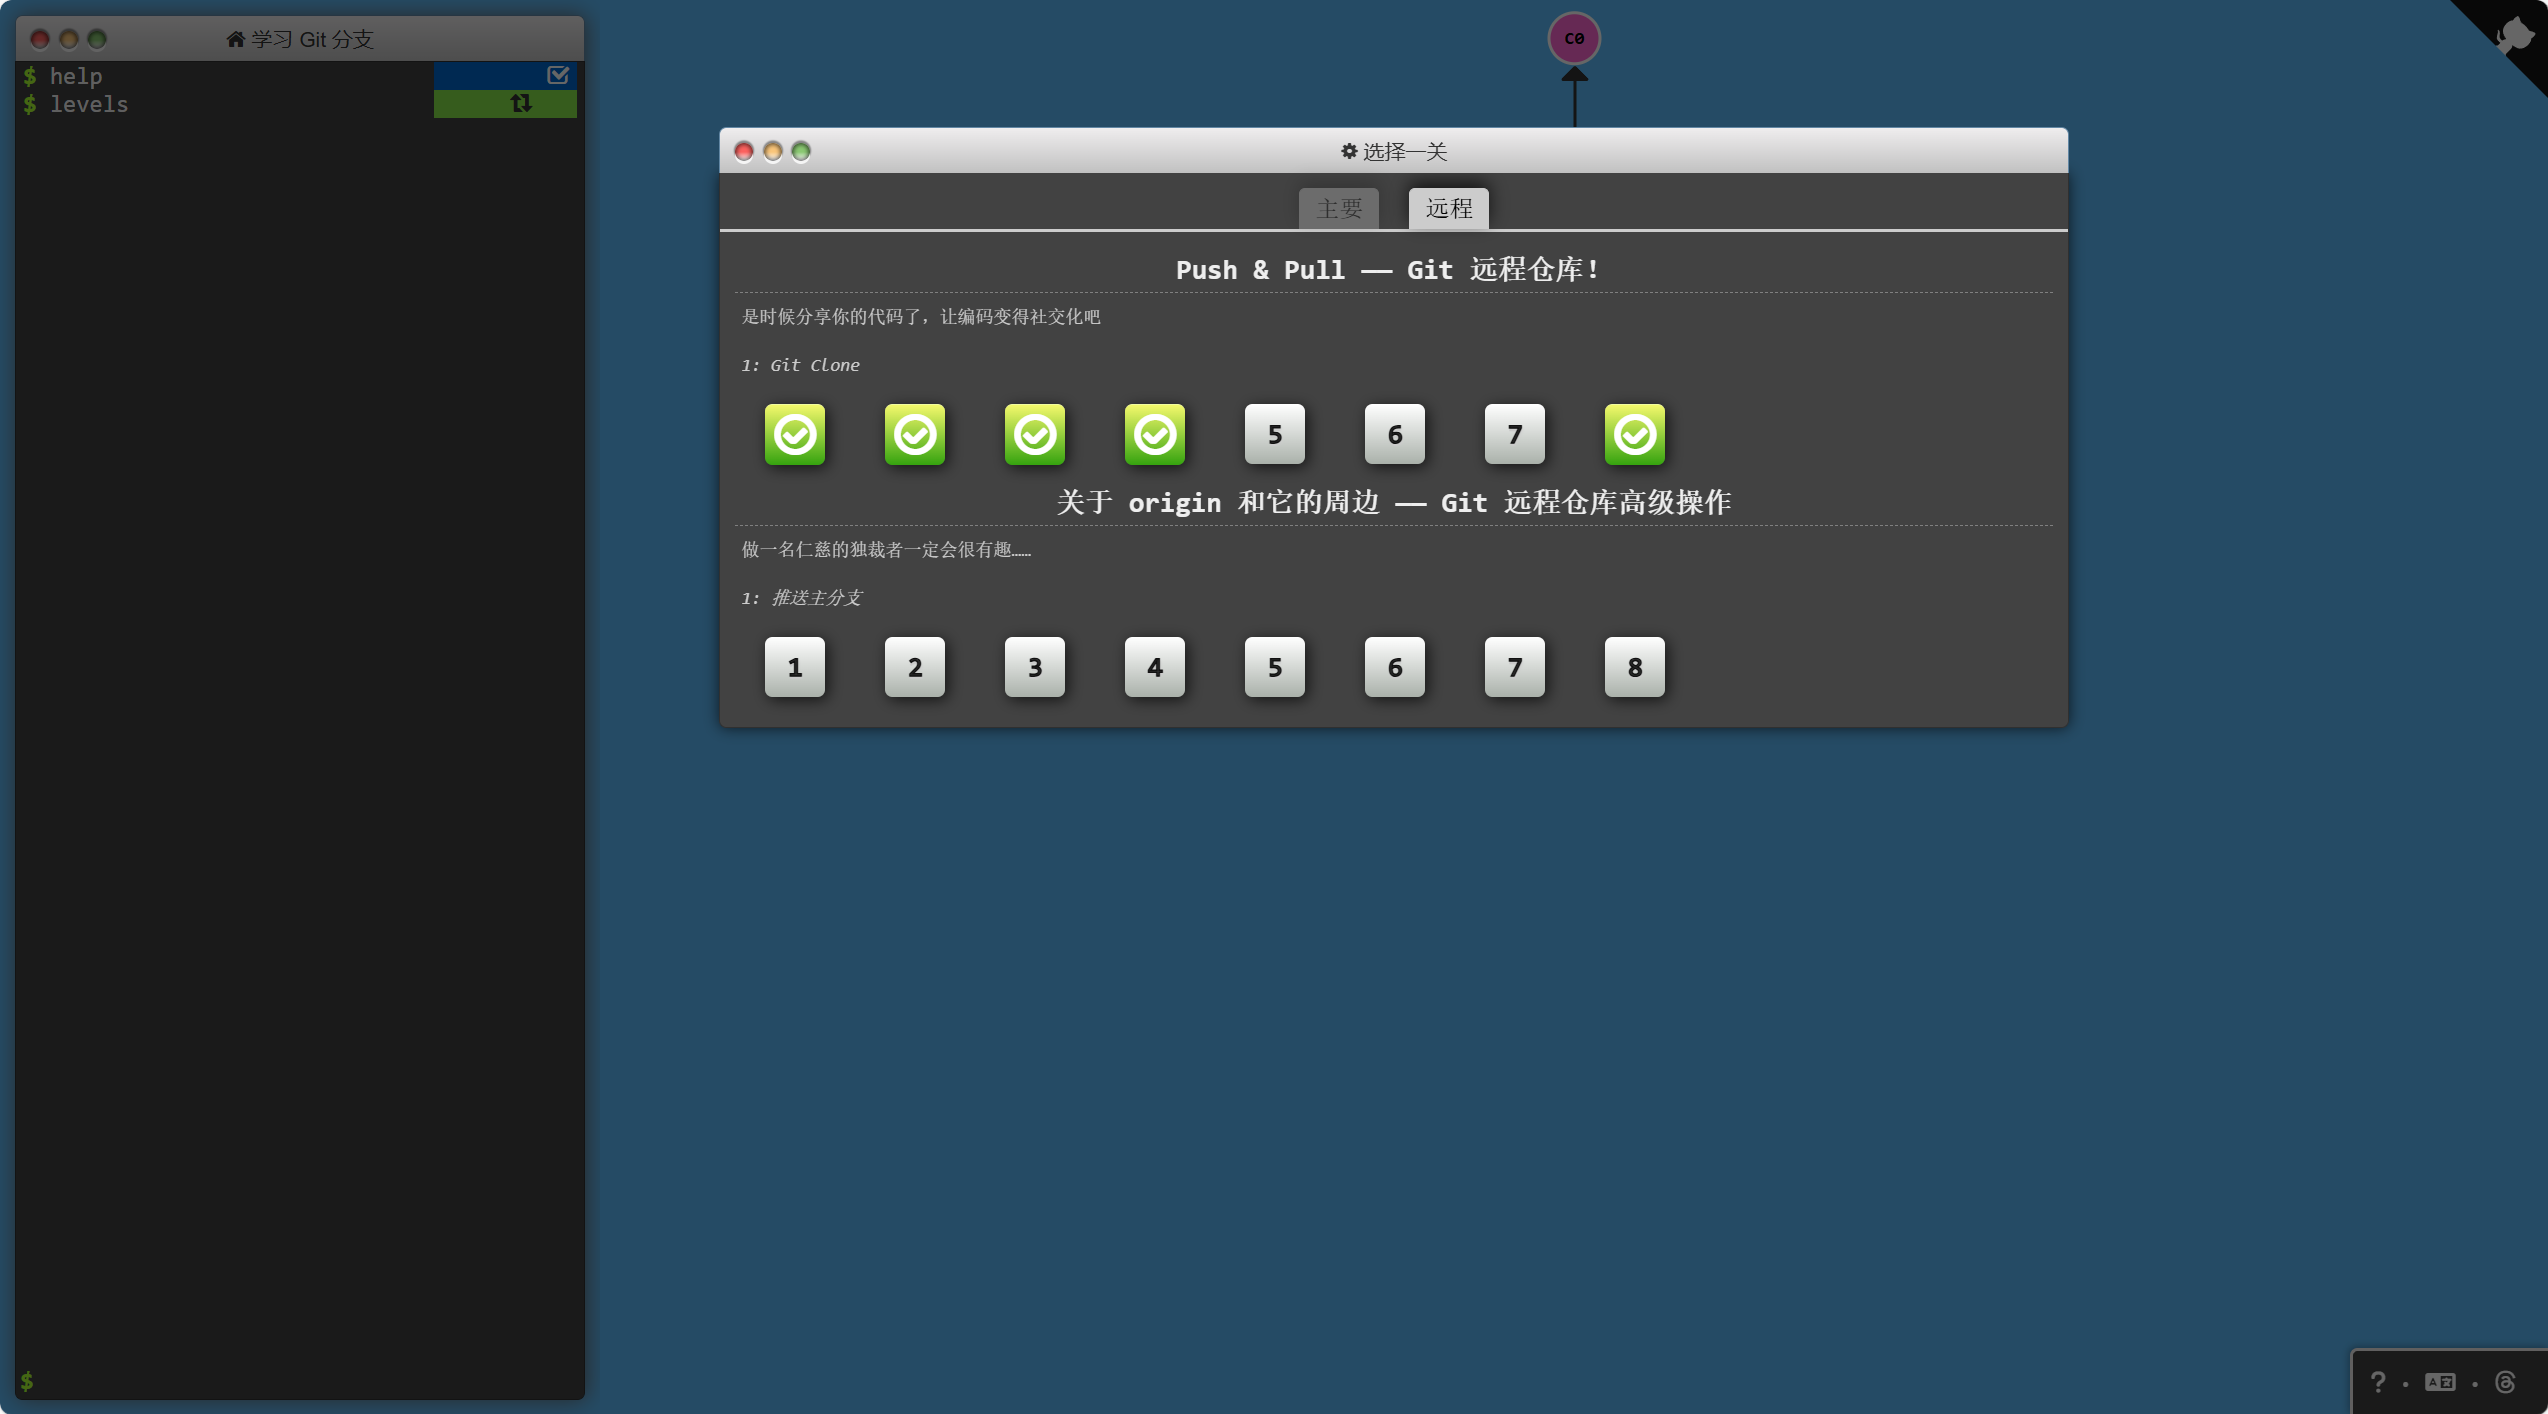 学习 Git 分支
$ help
$ levels
$
C0
选择一关
主要 远程
Push & Pull —— Git 远程仓库!
是时候分享你的代码了，让编码变得社交化吧
1: Git Clone
5 6 7
关于 origin 和它的周边 —— Git 远程仓库高级操作
做一名仁慈的独裁者一定会很有趣……
1: 推送主分支
1 2 3 4 5 6 7 8
?